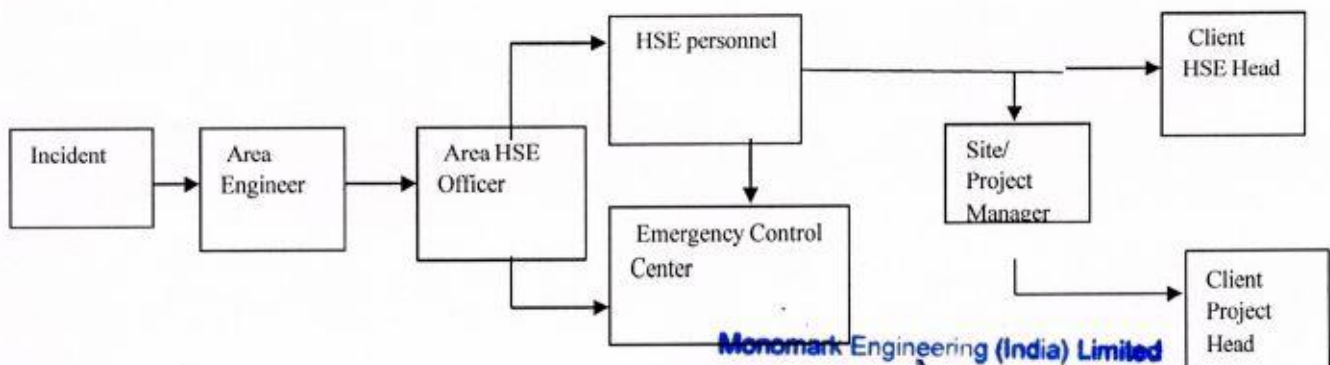 HSE personnel
Client
HSE Head
Incident
Area
Engineer
Area HSE
Officer
Site/
Project
Manager
Emergency Control
Center
Client
Project
Head
Monomark Engineering (India) Limited